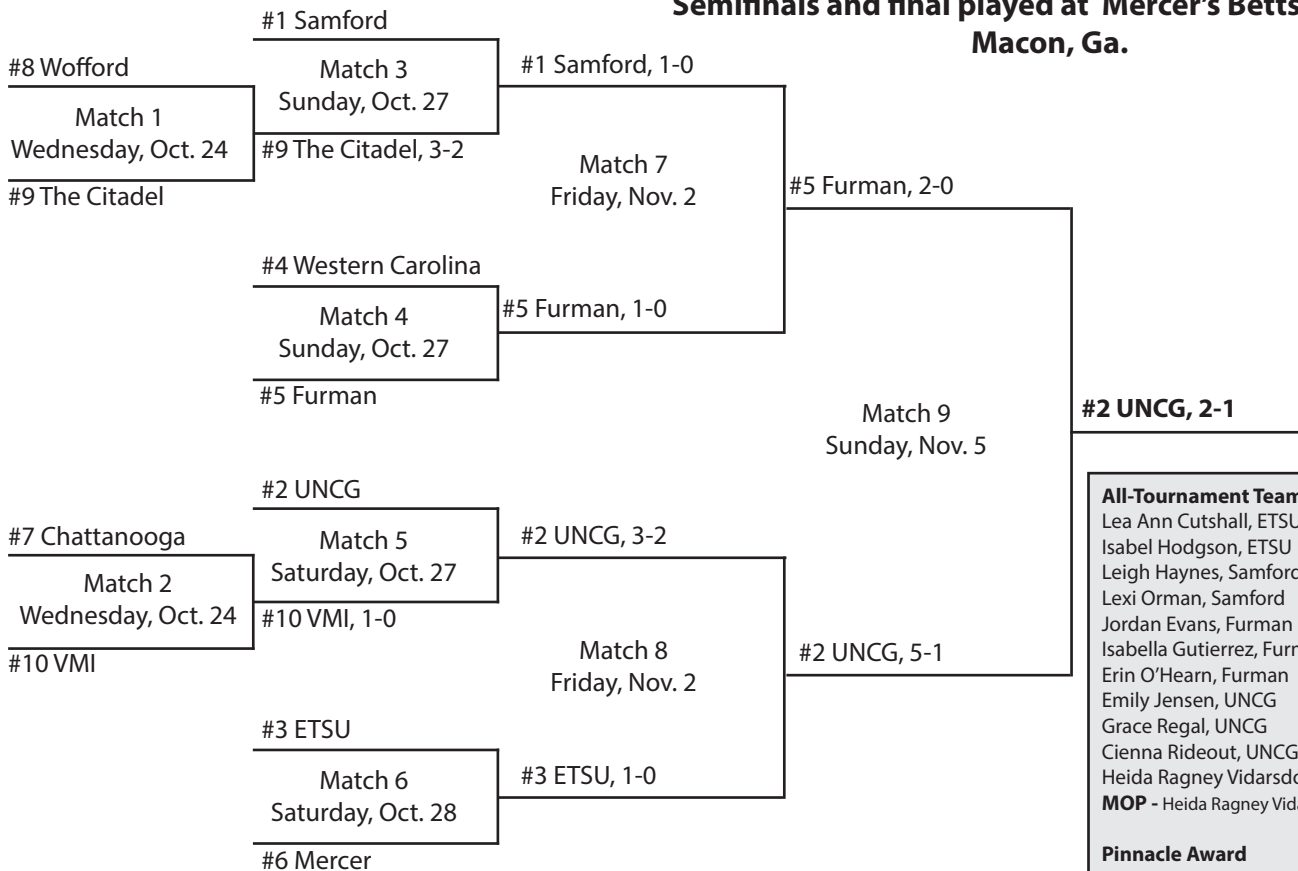 Semifinals and final played at Mercer's Betts
Macon, Ga.
#1 Samford
#8 Wofford
Match 3
Sunday, Oct. 27
#1 Samford, 1-0
Match 1
Wednesday, Oct. 24
#9 The Citadel, 3-2
#9 The Citadel
Match 7
Friday, Nov. 2
#5 Furman, 2-0
#4 Western Carolina
Match 4
Sunday, Oct. 27
#5 Furman, 1-0
#5 Furman
Match 9
Sunday, Nov. 5
#2 UNCG, 2-1
#2 UNCG
#7 Chattanooga
Match 5
Saturday, Oct. 27
#2 UNCG, 3-2
Match 2
Wednesday, Oct. 24
#10 VMI, 1-0
#10 VMI
Match 8
Friday, Nov. 2
#2 UNCG, 5-1
#3 ETSU
Match 6
Saturday, Oct. 28
#3 ETSU, 1-0
#6 Mercer
All-Tournament Team
Lea Ann Cutshall, ETSU
Isabel Hodgson, ETSU
Leigh Haynes, Samford
Lexi Orman, Samford
Jordan Evans, Furman
Isabella Gutierrez,
Erin O'Hearn, Furman
Emily Jensen, UNCG
Grace Regal, UNCG
Cienna Rideout, UNCG
Heida Ragney
MOP - Heida Ragney
Pinnacle Award